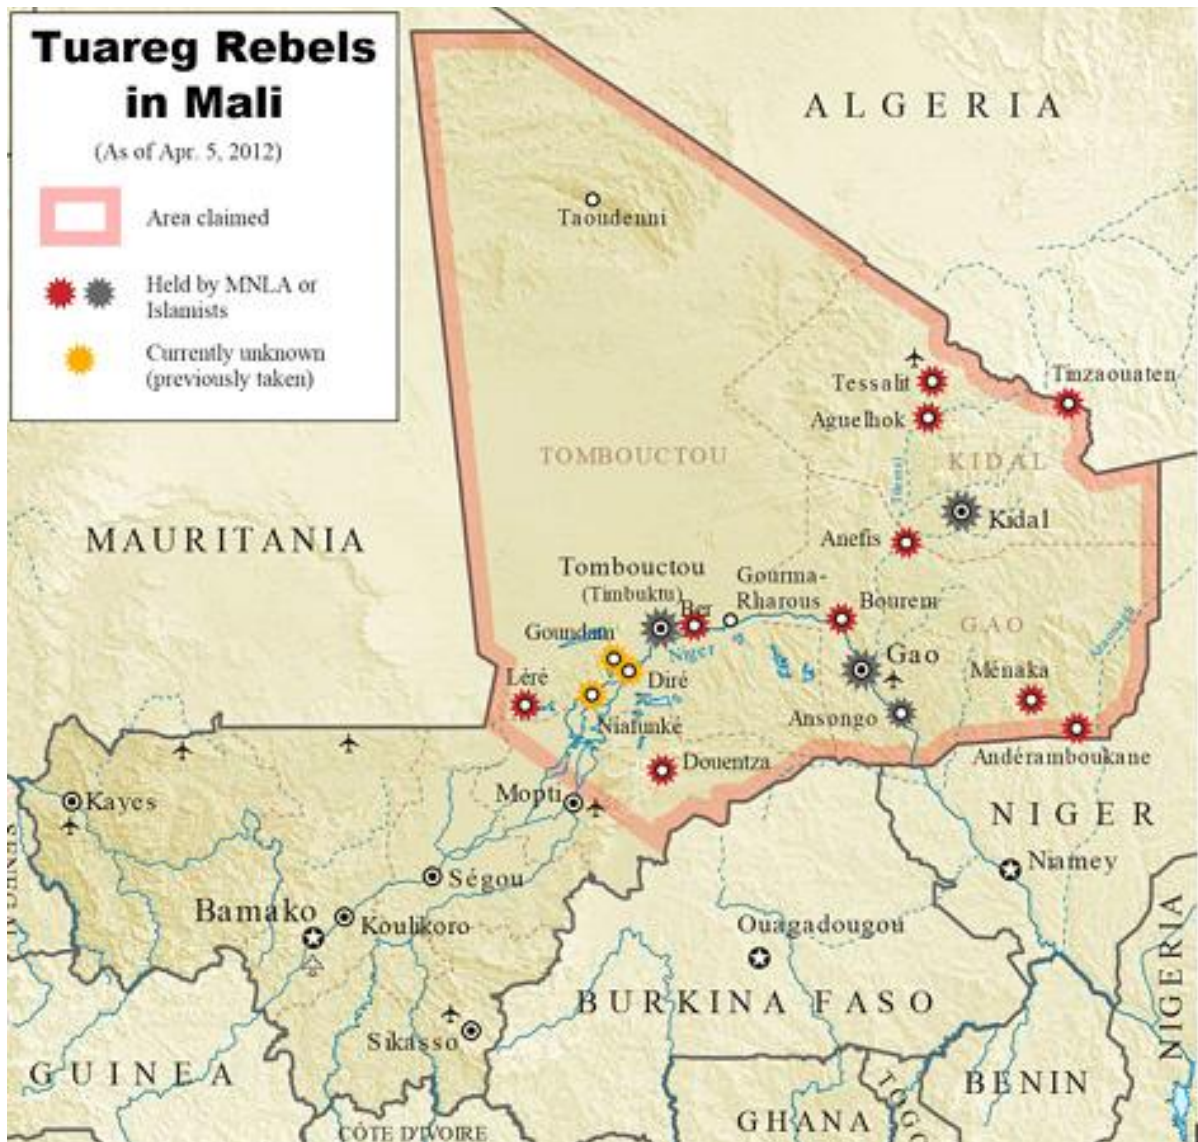 Tuareg Rebels
in Mali
(As of Apr. 5, 2012)
Area claimed
Held by MNLA or
Islamists
Currently unknown
(previously taken)
ALGERIA
Taoudenni
Tessalit
Tinzaouaten
Aguelhok
TOMBOUCTOU
KIDAL
Kidal
MAURITANIA
Anefis
Tombouctou
(Timbuktu)
Gourma-
Rharous
Ber
Bourem
Goundam
Niger
GAO
Gao
Léré
Diré
Ménaka
Niafunké
Ansongo
Douentza
Andéramboukane
Mopti
Kayes
NIGER
Niamey
Ségou
Bamako
Koulikoro
Ouagadougou
BURKINA FASO
NIGERIA
Sikasso
GUINEA
BENIN
TOGO
GHANA
CÔTE D'IVOIRE